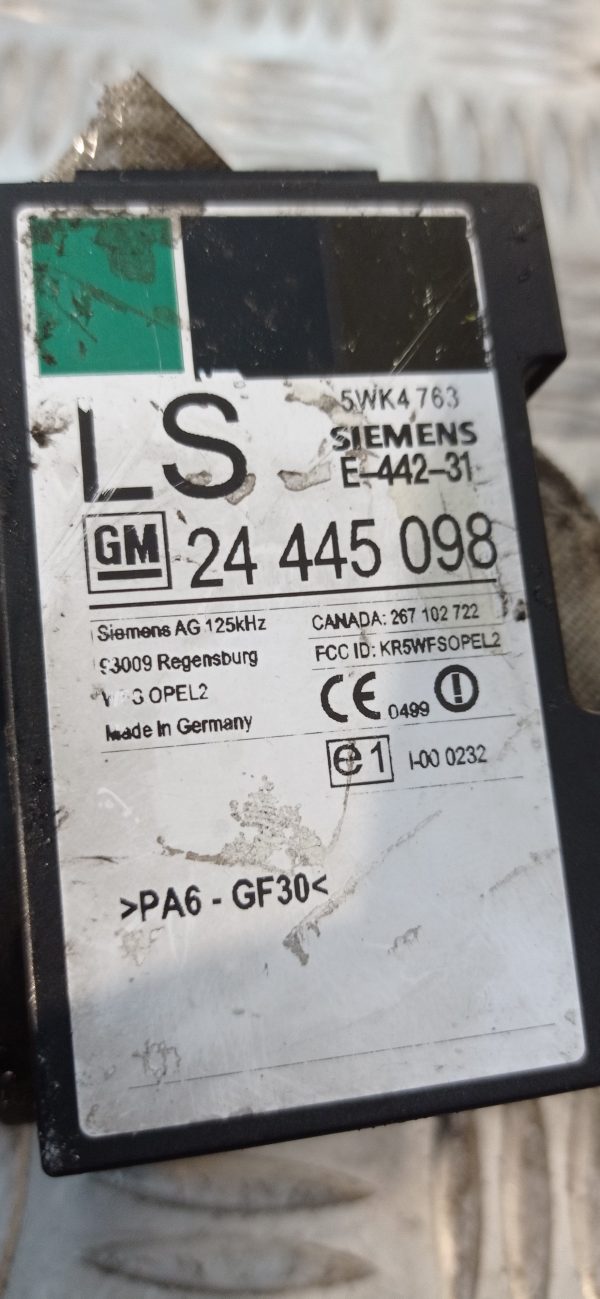 LS
5WK4 763
SIEMENS
E-442-31
GM 24 445 098
Siemens AG 125kHz
93009 Regensburg
OPEL2
Made In Germany
CANADA: 267 102 722
FCC ID: KR5WFSOPEL2
CE 0499
e1 I-00 0232
>PA6 - GF30<